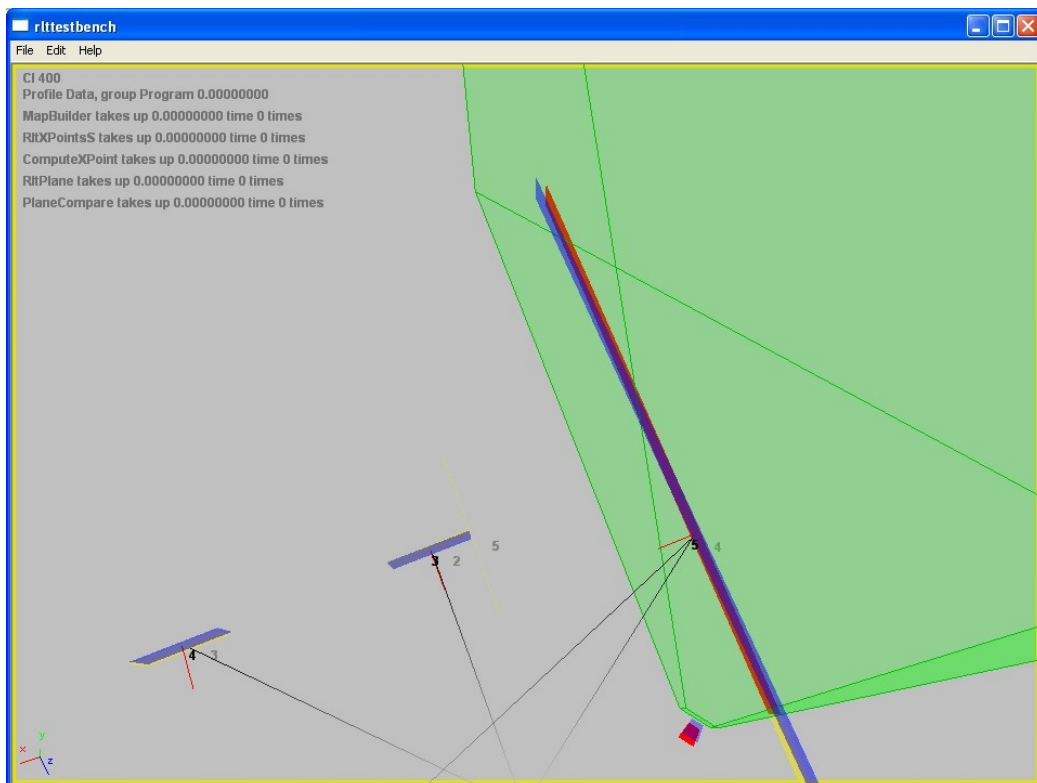 rlttestbench
File Edit Help
CI 400
Profile Data, group Program 0.00000000
MapBuilder takes up 0.00000000 time 0 times
RltXPointsS takes up 0.00000000 time 0 times
ComputeXPoint takes up 0.00000000 time 0 times
RltPlane takes up 0.00000000 time 0 times
PlaneCompare takes up 0.00000000 time 0 times
5
5 4
3 2
4 3
y
x
z